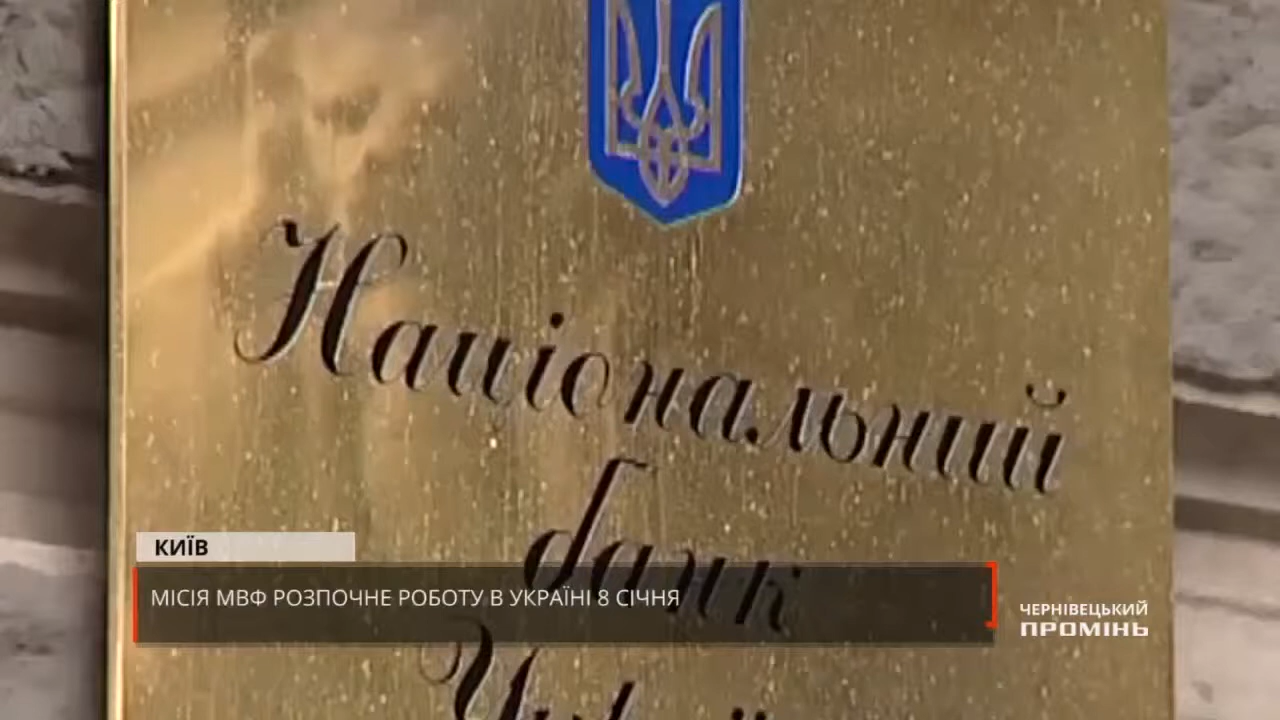 Національний
банк
КИЇВ
МІСІЯ МВФ РОЗПОЧНЕ РОБОТУ В УКРАЇНІ 8 СІЧНЯ
ЧЕРНІВЕЦЬКИЙ
ПРОМІНЬ